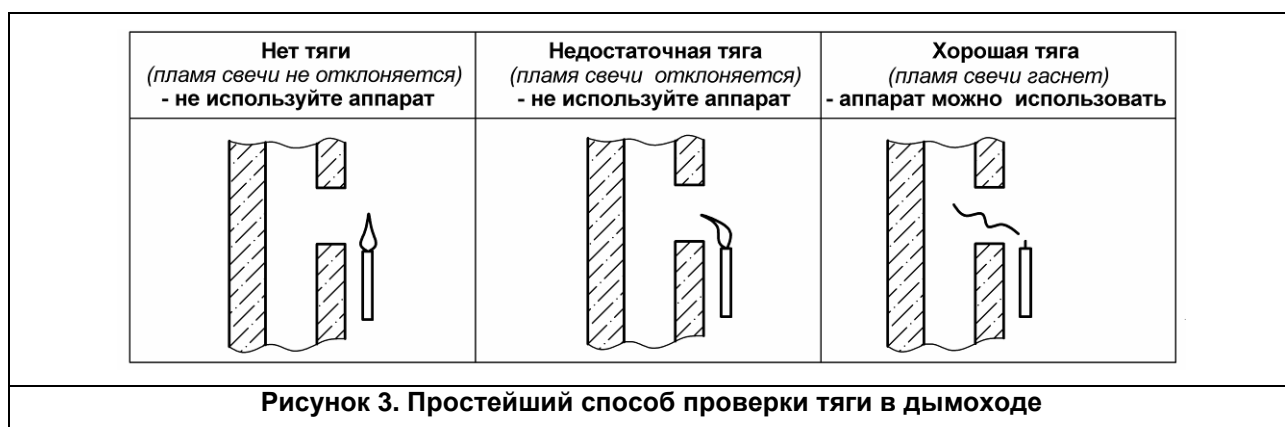 Нет тяги
(пламя свечи не отклоняется)
- не используйте аппарат
Недостаточная тяга
(пламя свечи отклоняется)
- не используйте аппарат
Хорошая тяга
(пламя свечи гаснет)
- аппарат можно использовать
Рисунок 3. Простейший способ проверки тяги в дымоходе